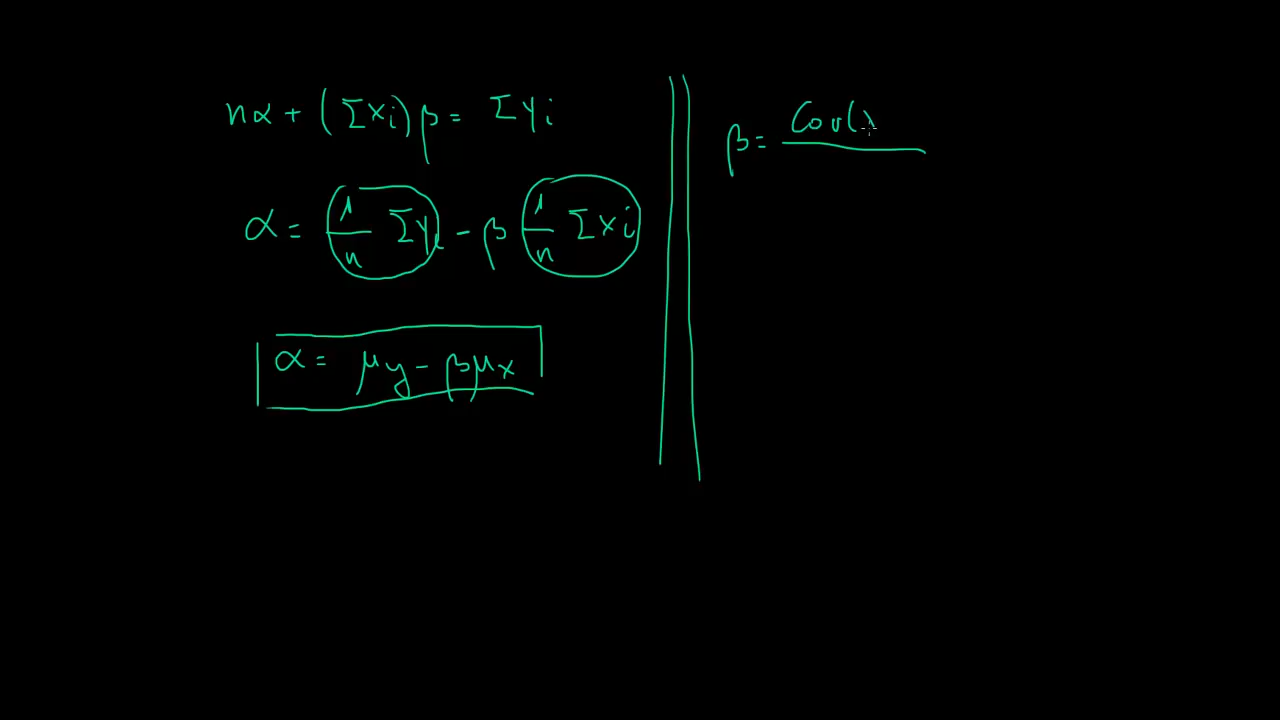 nα + (Σxi)β = Σyi
α = 1/n Σyi - β 1/n Σxi
α = μy - βμx
β = Cov(